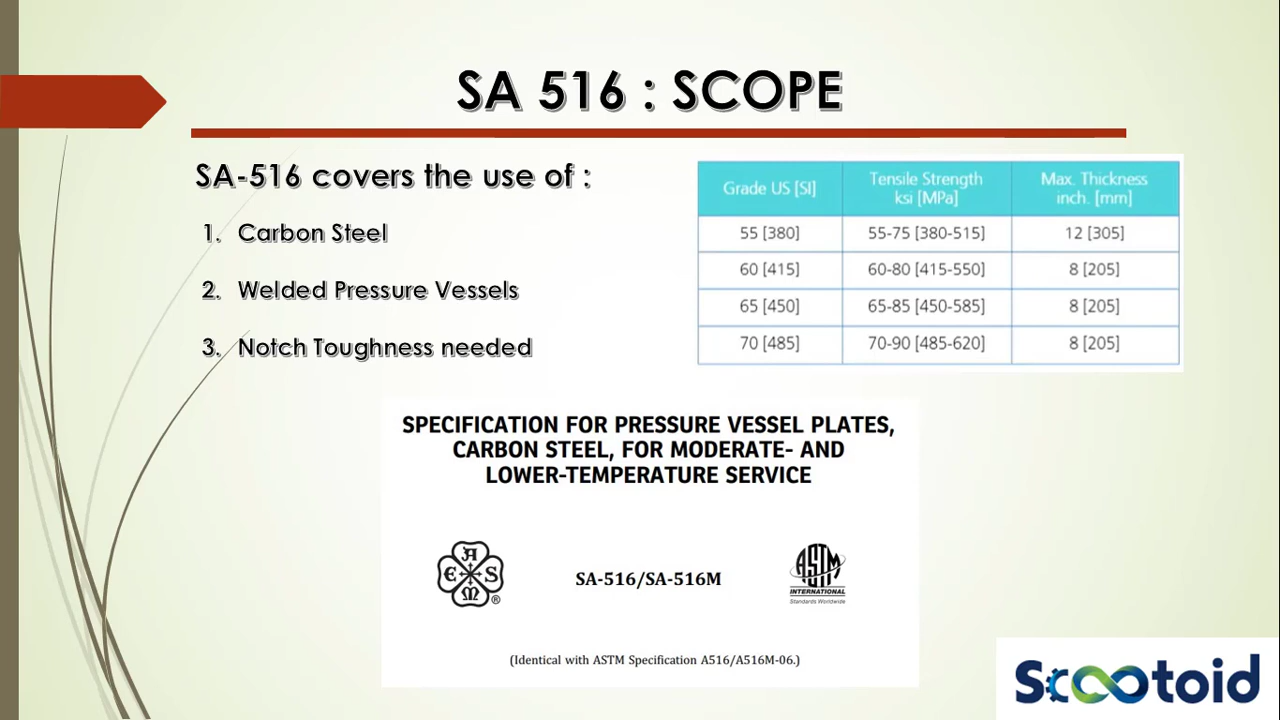 SA 516 : SCOPE
SA-516 covers the use of :
1. Carbon Steel
2. Welded Pressure Vessels
3. Notch Toughness needed
Grade US [SI] Tensile Strength ksi [MPa] Max. Thickness inch. [mm]
55 [380] 55-75 [380-515] 12 [305]
60 [415] 60-80 [415-550] 8 [205]
65 [450] 65-85 [450-585] 8 [205]
70 [485] 70-90 [485-620] 8 [205]
SPECIFICATION FOR PRESSURE VESSEL PLATES,
CARBON STEEL, FOR MODERATE- AND
LOWER-TEMPERATURE SERVICE
A
E S
M ®
SA-516/SA-516M
ASTM
INTERNATIONAL
Standards Worldwide
(Identical with ASTM Specification A516/A516M-06.)
Scootoid